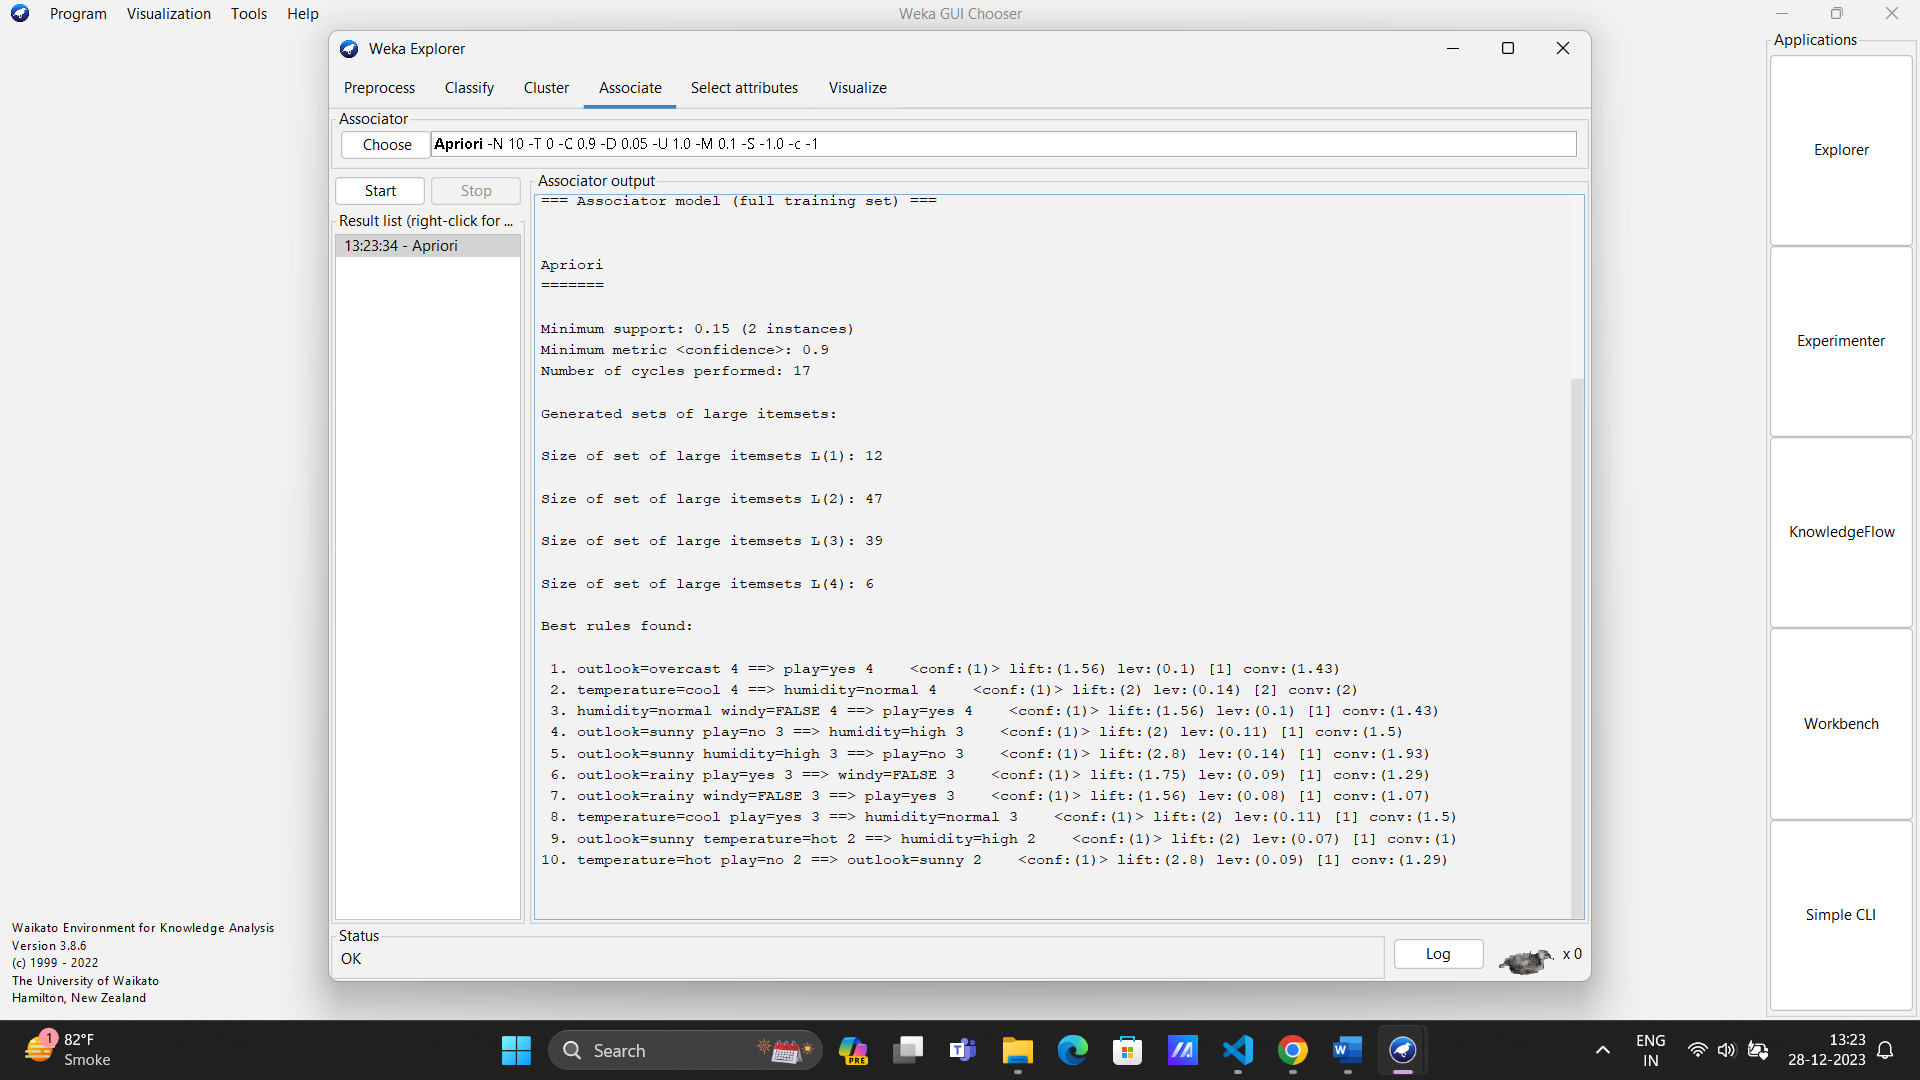 Program Visualization Tools Help
Weka GUI Chooser
Applications
Explorer
Experimenter
KnowledgeFlow
Workbench
Simple CLI
Weka Explorer
Preprocess Classify Cluster Associate Select attributes Visualize
Associator
Choose
Apriori -N 10 -T 0 -C 0.9 -D 0.05 -U 1.0 -M 0.1 -S -1.0 -c -1
Start Stop
Result list (right-click for ...
13:23:34 - Apriori
Associator output
=== Associator model (full training set) ===
Apriori
=======
Minimum support: 0.15 (2 instances)
Minimum metric <confidence>: 0.9
Number of cycles performed: 17
Generated sets of large itemsets:
Size of set of large itemsets L(1): 12
Size of set of large itemsets L(2): 47
Size of set of large itemsets L(3): 39
Size of set of large itemsets L(4): 6
Best rules found:
1. outlook=overcast 4 ==> play=yes 4 <conf:(1)> lift:(1.56) lev:(0.1) [1] conv:(1.43)
2. temperature=cool 4 ==> humidity=normal 4 <conf:(1)> lift:(2) lev:(0.14) [2] conv:(2)
3. humidity=normal windy=FALSE 4 ==> play=yes 4 <conf:(1)> lift:(1.56) lev:(0.1) [1] conv:(1.43)
4. outlook=sunny play=no 3 ==> humidity=high 3 <conf:(1)> lift:(2) lev:(0.11) [1] conv:(1.5)
5. outlook=sunny humidity=high 3 ==> play=no 3 <conf:(1)> lift:(2.8) lev:(0.14) [1] conv:(1.93)
6. outlook=rainy play=yes 3 ==> windy=FALSE 3 <conf:(1)> lift:(1.75) lev:(0.09) [1] conv:(1.29)
7. outlook=rainy windy=FALSE 3 ==> play=yes 3 <conf:(1)> lift:(1.56) lev:(0.08) [1] conv:(1.07)
8. temperature=cool play=yes 3 ==> humidity=normal 3 <conf:(1)> lift:(2) lev:(0.11) [1] conv:(1.5)
9. outlook=sunny temperature=hot 2 ==> humidity=high 2 <conf:(1)> lift:(2) lev:(0.07) [1] conv:(1)
10. temperature=hot play=no 2 ==> outlook=sunny 2 <conf:(1)> lift:(2.8) lev:(0.09) [1] conv:(1.29)
Status
OK
Log
x 0
Waikato Environment for Knowledge Analysis
Version 3.8.6
(c) 1999 - 2022
The University of Waikato
Hamilton, New Zealand
1
82°F
Smoke
Search
PRE
ENG
IN
13:23
28-12-2023